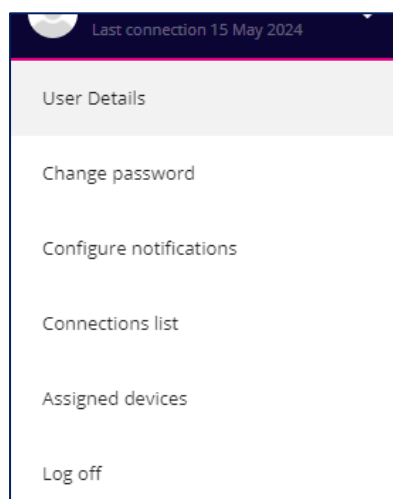 Last connection 15 May 2024
User Details
Change password
Configure notifications
Connections list
Assigned devices
Log off